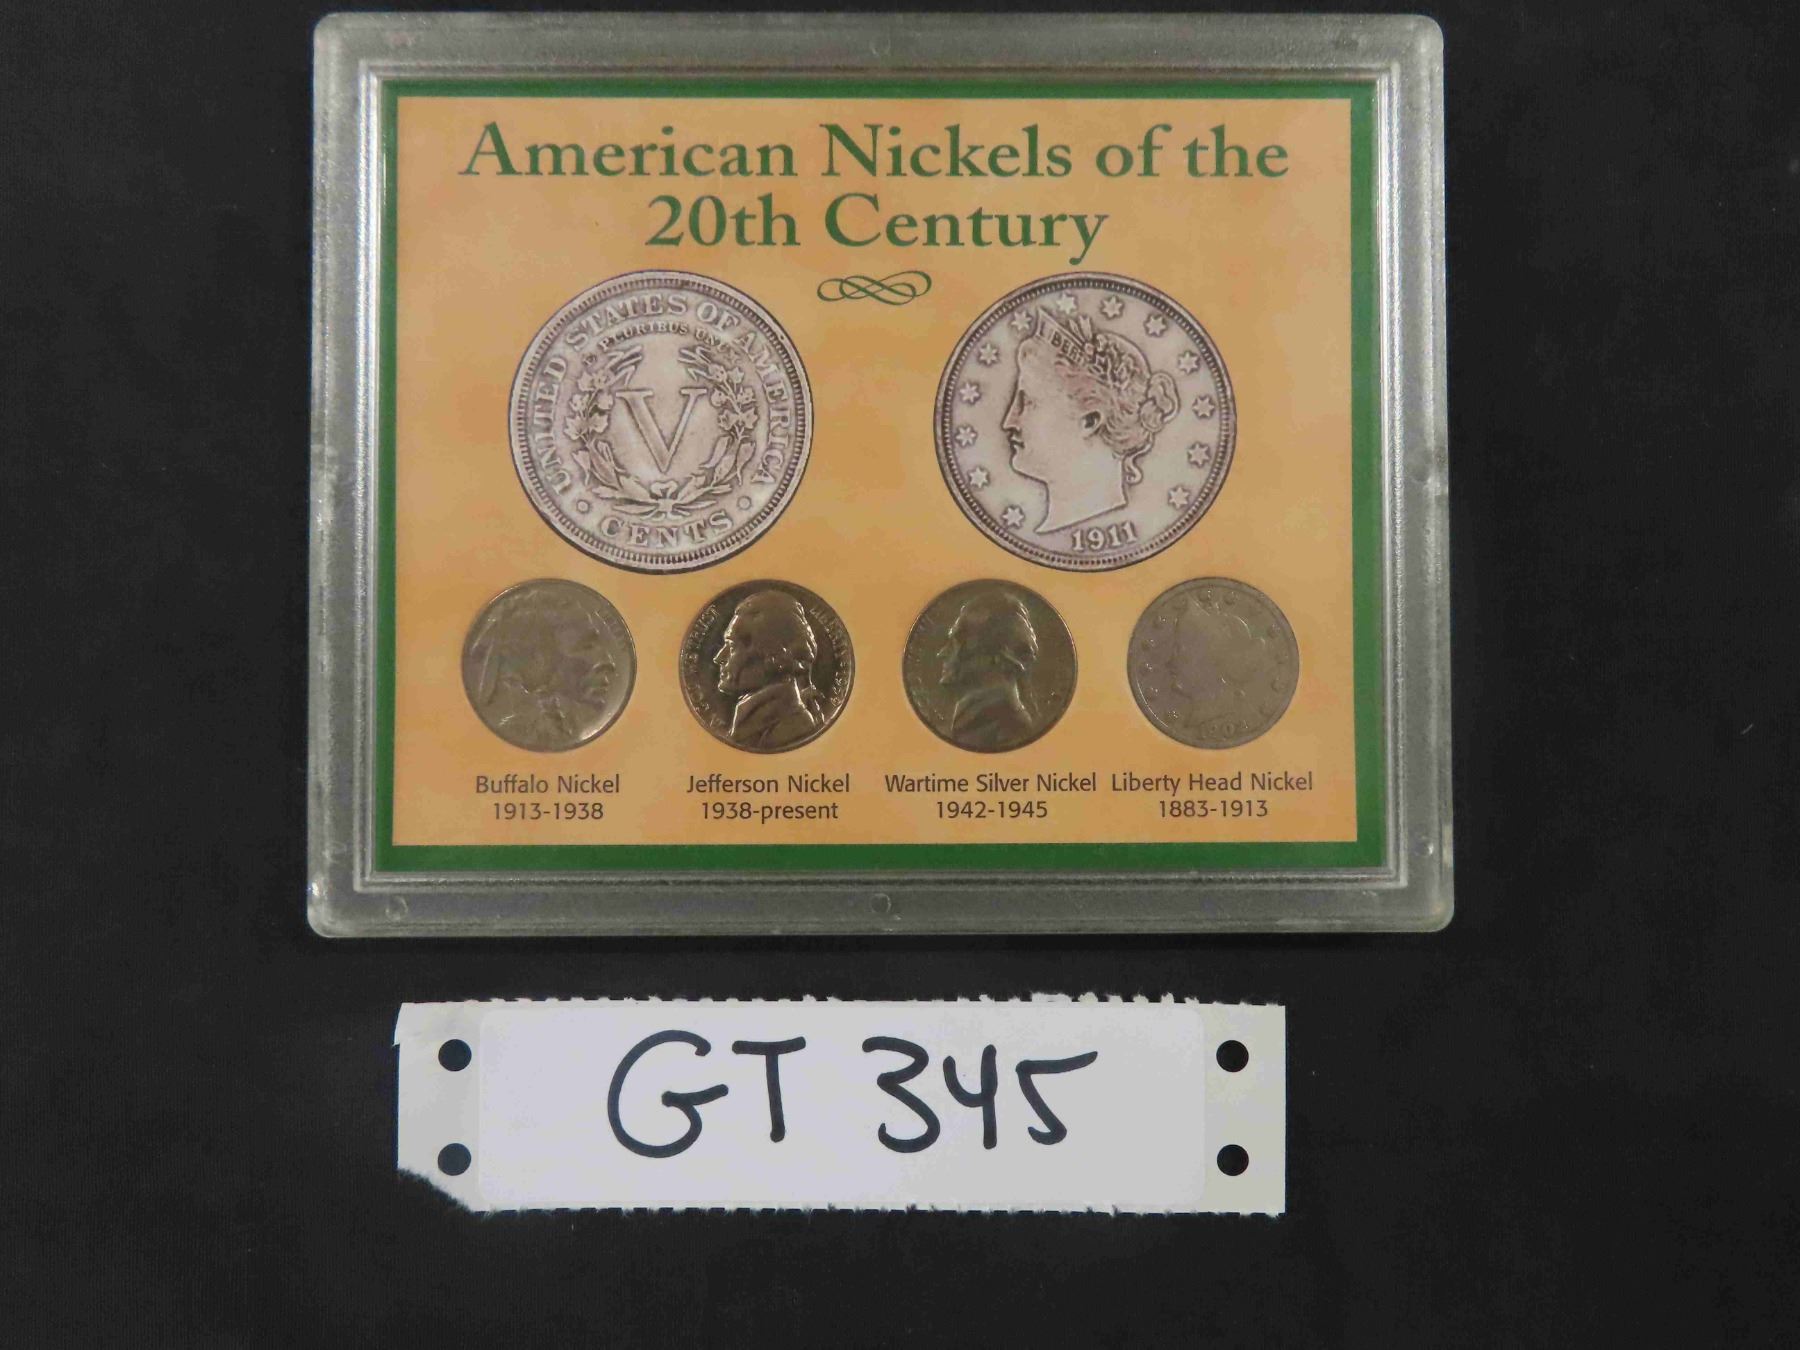 American Nickels of the
20th Century
UNITED STATES OF AMERICA
E PLURIBUS UNUM
V
CENTS
LIBERTY
1911
LIBERTY
Buffalo Nickel
1913-1938
Jefferson Nickel
1938-present
Wartime Silver Nickel
1942-1945
Liberty Head Nickel
1883-1913
GT 345